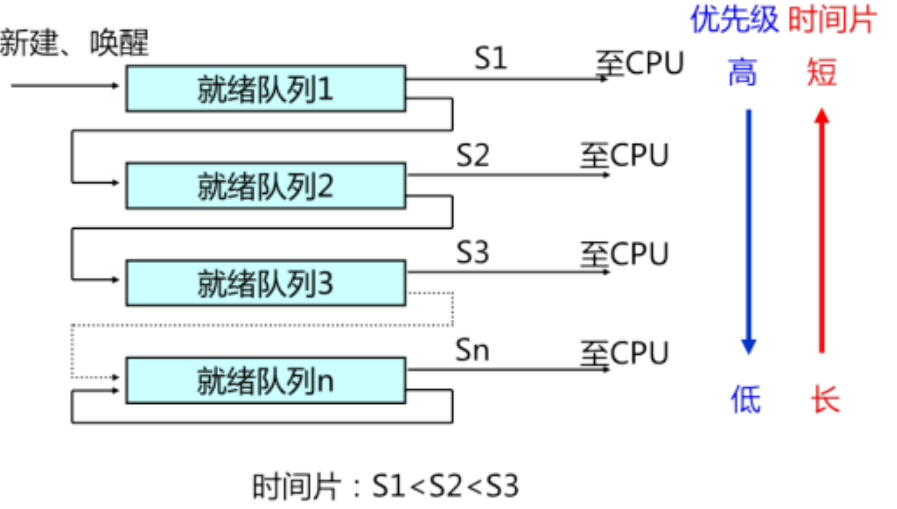 优先级 时间片
新建、唤醒
就绪队列1 S1 至CPU 高 短
就绪队列2 S2 至CPU
就绪队列3 S3 至CPU
就绪队列n Sn 至CPU
低 长
时间片：S1<S2<S3